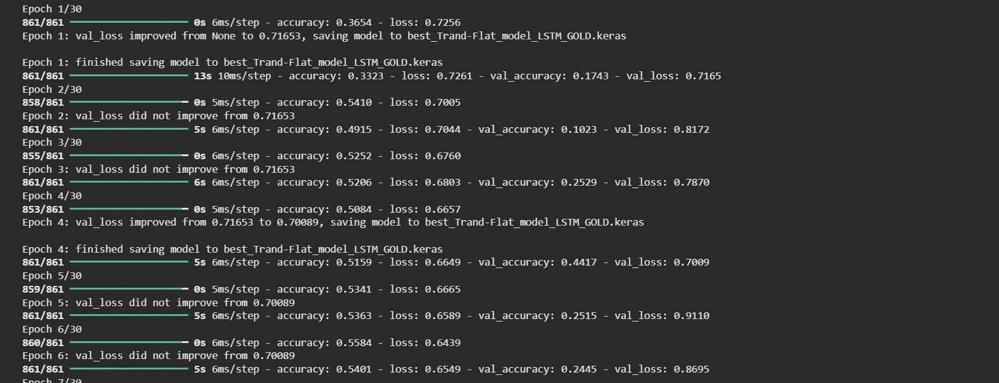 Epoch 1/30
861/861 0s 6ms/step - accuracy: 0.3654 - loss: 0.7256
Epoch 1: val_loss improved from None to 0.71653, saving model to best_Trand-Flat_model_LSTM_GOLD.keras
Epoch 1: finished saving model to best_Trand-Flat_model_LSTM_GOLD.keras
861/861 13s 10ms/step - accuracy: 0.3323 - loss: 0.7261 - val_accuracy: 0.1743 - val_loss: 0.7165
Epoch 2/30
858/861 0s 5ms/step - accuracy: 0.5410 - loss: 0.7005
Epoch 2: val_loss did not improve from 0.71653
861/861 5s 6ms/step - accuracy: 0.4915 - loss: 0.7044 - val_accuracy: 0.1023 - val_loss: 0.8172
Epoch 3/30
855/861 0s 6ms/step - accuracy: 0.5252 - loss: 0.6760
Epoch 3: val_loss did not improve from 0.71653
861/861 6s 6ms/step - accuracy: 0.5206 - loss: 0.6803 - val_accuracy: 0.2529 - val_loss: 0.7870
Epoch 4/30
853/861 0s 5ms/step - accuracy: 0.5084 - loss: 0.6657
Epoch 4: val_loss improved from 0.71653 to 0.70089, saving model to best_Trand-Flat_model_LSTM_GOLD.keras
Epoch 4: finished saving model to best_Trand-Flat_model_LSTM_GOLD.keras
861/861 5s 6ms/step - accuracy: 0.5159 - loss: 0.6649 - val_accuracy: 0.4417 - val_loss: 0.7009
Epoch 5/30
859/861 0s 5ms/step - accuracy: 0.5341 - loss: 0.6665
Epoch 5: val_loss did not improve from 0.70089
861/861 5s 6ms/step - accuracy: 0.5363 - loss: 0.6589 - val_accuracy: 0.2515 - val_loss: 0.9110
Epoch 6/30
860/861 0s 6ms/step - accuracy: 0.5584 - loss: 0.6439
Epoch 6: val_loss did not improve from 0.70089
861/861 5s 6ms/step - accuracy: 0.5401 - loss: 0.6549 - val_accuracy: 0.2445 - val_loss: 0.8695
Epoch 7/30